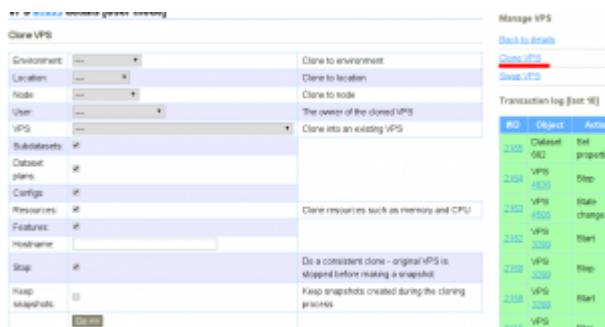 Clone VPS
Environment: ---- Clone to environment
Location: ---- Clone to location
Node: ---- Clone to node
User: ---- The owner of the cloned VPS
VPS: ---- Clone into an existing VPS
Subdatasets:
Dataset
plans:
Configs:
Resources: Clone resources such as memory and CPU
Features:
Hostname:
Stop: Do a consistent clone - original VPS is
stopped before making a snapshot
Keep
snapshots: Keep snapshots created during the cloning
process
Go >>
Manage VPS
Back to details
Clone VPS
Swap VPS
Transaction log [last 10]
Object
Dataset Set
VPS Stop
VPS State
change
VPS Start
VPS Stop
VPS Start
VPS